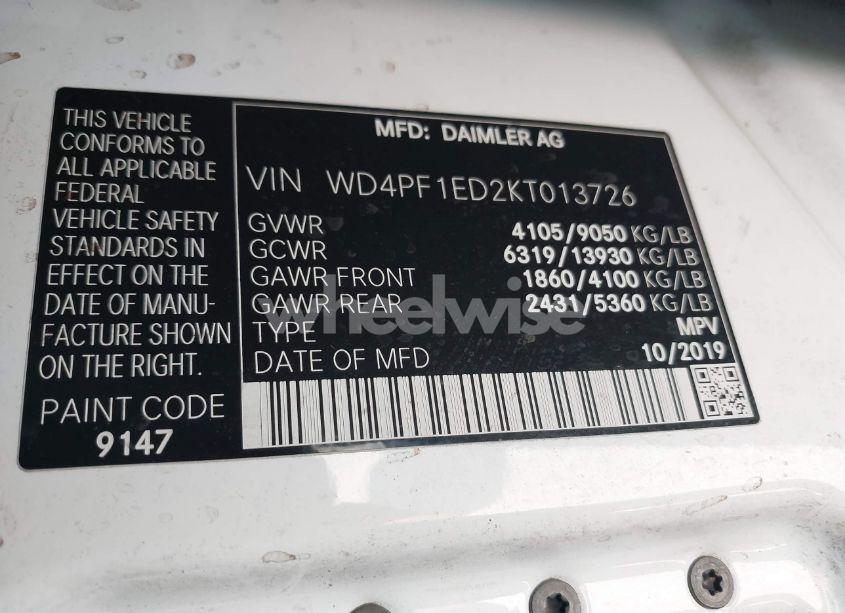 THIS VEHICLE
CONFORMS TO
ALL APPLICABLE
FEDERAL
VEHICLE SAFETY
STANDARDS IN
EFFECT ON THE
DATE OF MANU-
FACTURE SHOWN
ON THE RIGHT.
PAINT CODE
9147
MFD: DAIMLER AG
VIN WD4PF1ED2KT013726
GVWR 4105/9050 KG/LB
GCWR 6319/13930 KG/LB
GAWR FRONT 1860/4100 KG/LB
GAWR REAR 2431/5360 KG/LB
TYPE MPV
DATE OF MFD 10/2019
wheelwise